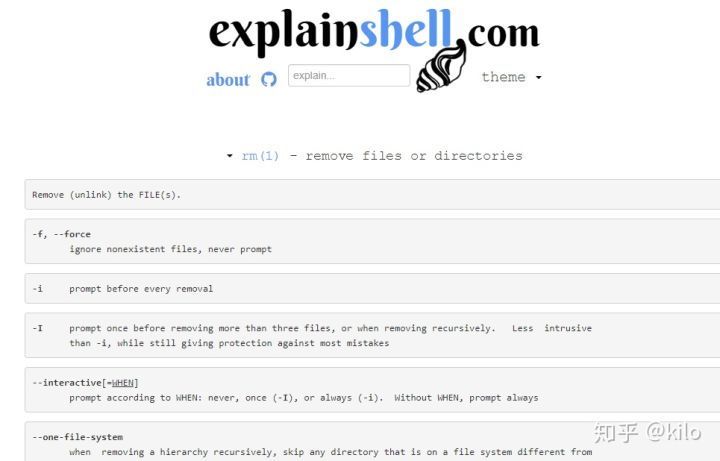 explainshell.com
about explain... theme
rm(1) - remove files or directories
Remove (unlink) the FILE(s).
-f, --force
ignore nonexistent files, never prompt
-i prompt before every removal
-I prompt once before removing more than three files, or when removing recursively. Less intrusive
than -i, while still giving protection against most mistakes
--interactive[=WHEN]
prompt according to WHEN: never, once (-I), or always (-i). Without WHEN, prompt always
--one-file-system
when removing a hierarchy recursively, skip any directory that is on a file system different from
知乎 @kilo